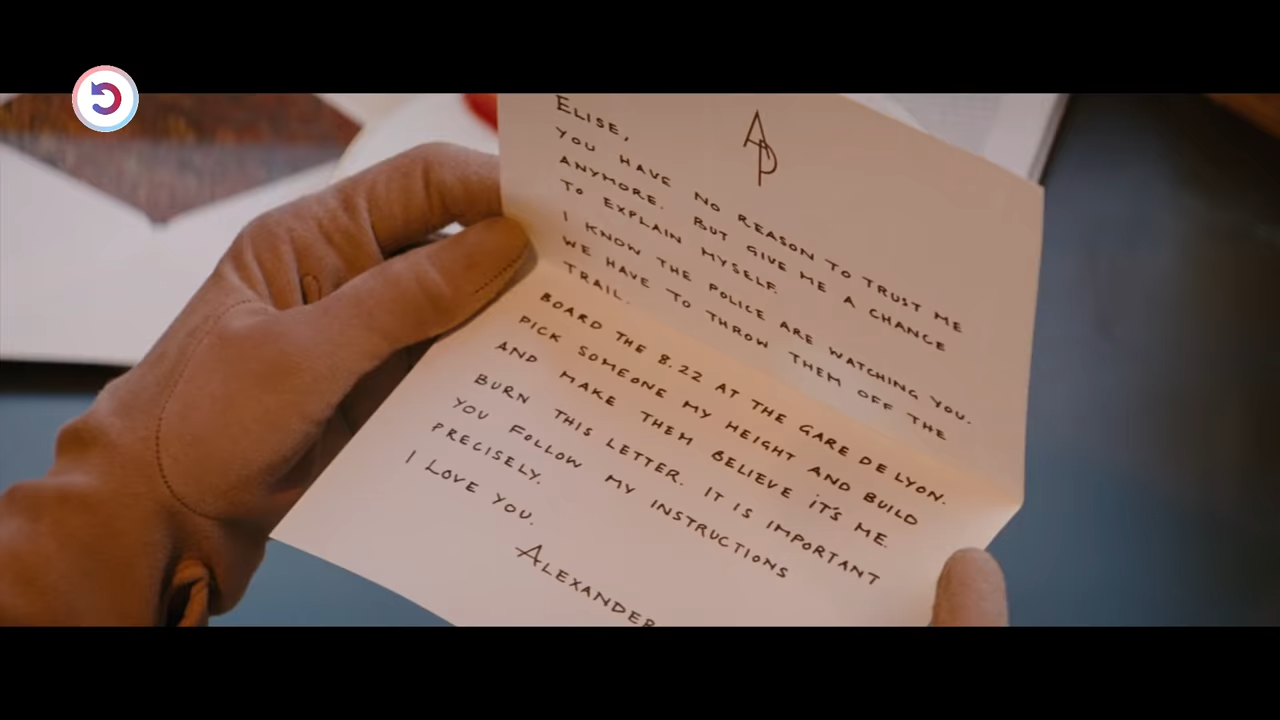 AP
ELISE,
YOU HAVE NO REASON TO TRUST ME
ANYMORE. BUT GIVE ME A CHANCE
TO EXPLAIN MYSELF.
I KNOW THE POLICE ARE WATCHING YOU.
WE HAVE TO THROW THEM OFF THE
TRAIL.
BOARD THE 8.22 AT THE GARE DE LYON.
PICK SOMEONE MY HEIGHT AND BUILD
AND MAKE THEM BELIEVE IT'S ME.
BURN THIS LETTER. IT IS IMPORTANT
YOU FOLLOW MY INSTRUCTIONS
PRECISELY.
I LOVE YOU.
ALEXANDER